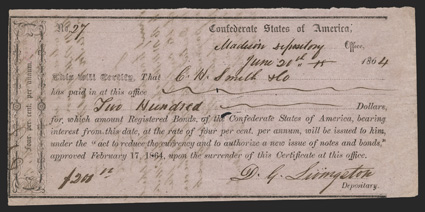 No. 27
Confederate States of America,
Madison Depository Office,
June 20th 1864
This will Certify, That C. H. Smith & Co
has paid in at this office
Two Hundred Dollars,
for which amount Registered Bonds, of the Confederate States of America, bearing
interest from this date, at the rate of four per cent. per annum, will be issued to him,
under the "act to reduce the currency and to authorize a new issue of notes and bonds,"
approved February 17, 1864, upon the surrender of this Certificate at this office.
D. G. Livingston
Depositary.
Four per cent. per annum.